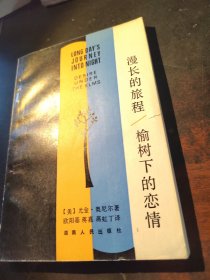 LONG DAY'S
JOURNEY
INTO NIGHT
DESIRE
UNDER
THE ELMS
漫长的旅程
榆树下的恋情
[美]尤金·奥尼尔著
欧阳基 蒋嘉 蒋虹丁译
湖南人民出版社